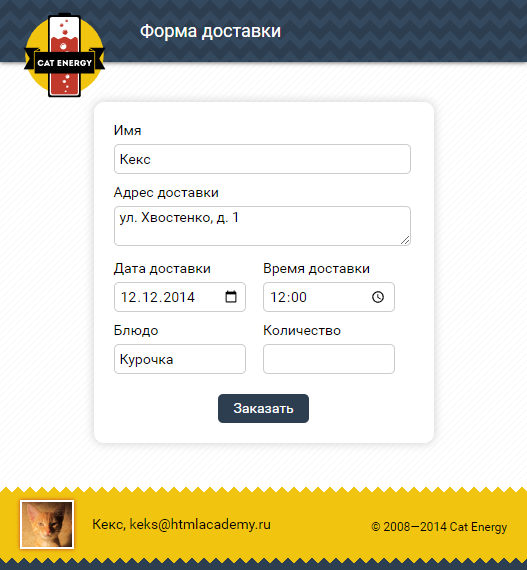 Форма доставки
CAT ENERGY
Имя
Кекс
Адрес доставки
ул. Хвостенко, д. 1
Дата доставки Время доставки
12.12.2014 12:00
Блюдо Количество
Курочка
Заказать
Кекс, keks@htmlacademy.ru © 2008—2014 Cat Energy